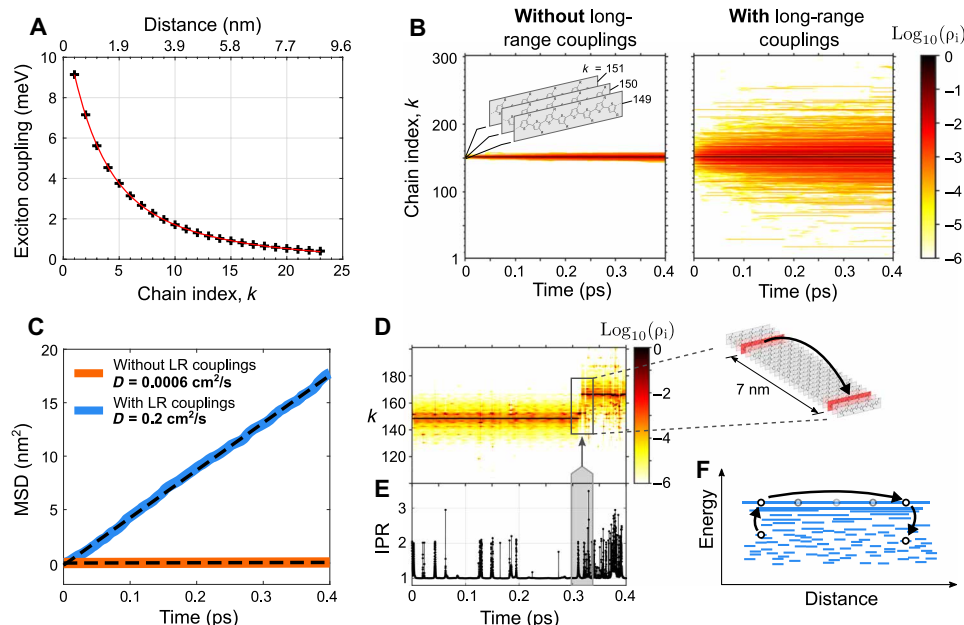 A
Distance (nm)
0 1.9 3.9 5.8 7.7 9.6
Exciton coupling (meV)
10
8
6
4
2
0
0 5 10 15 20 25
Chain index, k
B
Without long-
range couplings
With long-range
couplings
Log10(ρi)
k = 151
150
149
Chain index, k
300
200
100
1
0 0.1 0.2 0.3 0.4
Time (ps)
0 0.1 0.2 0.3 0.4
Time (ps)
0
−1
−2
−3
−4
−5
−6
C
MSD (nm²)
20
15
10
5
0
Without LR couplings
D = 0.0006 cm²/s
With LR couplings
D = 0.2 cm²/s
0 0.1 0.2 0.3 0.4
Time (ps)
D
Log10(ρi)
k
180
160
140
120
0
−2
−4
−6
7 nm
E
IPR
3
2
1
0 0.1 0.2 0.3 0.4
Time (ps)
F
Energy
Distance